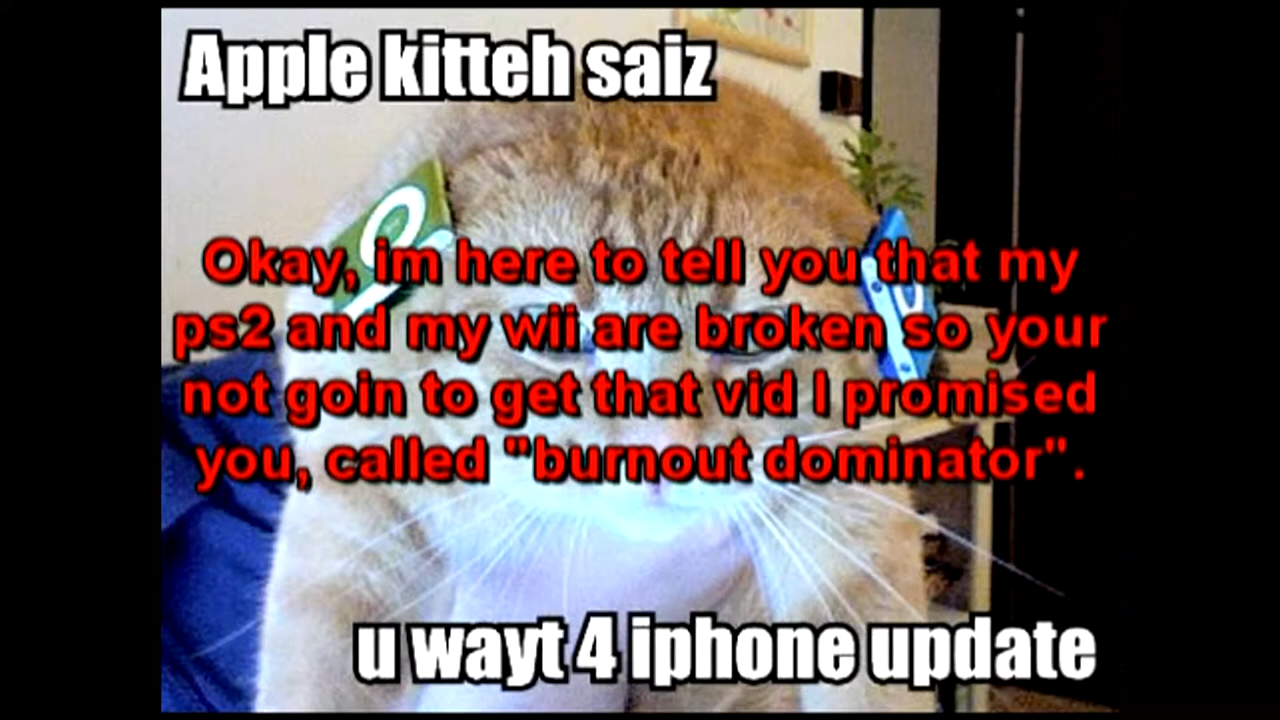 Apple kitteh saiz
Okay, im here to tell you that my
ps2 and my wii are broken so your
not goin to get that vid I promised
you, called "burnout dominator".
u wayt 4 iphone update